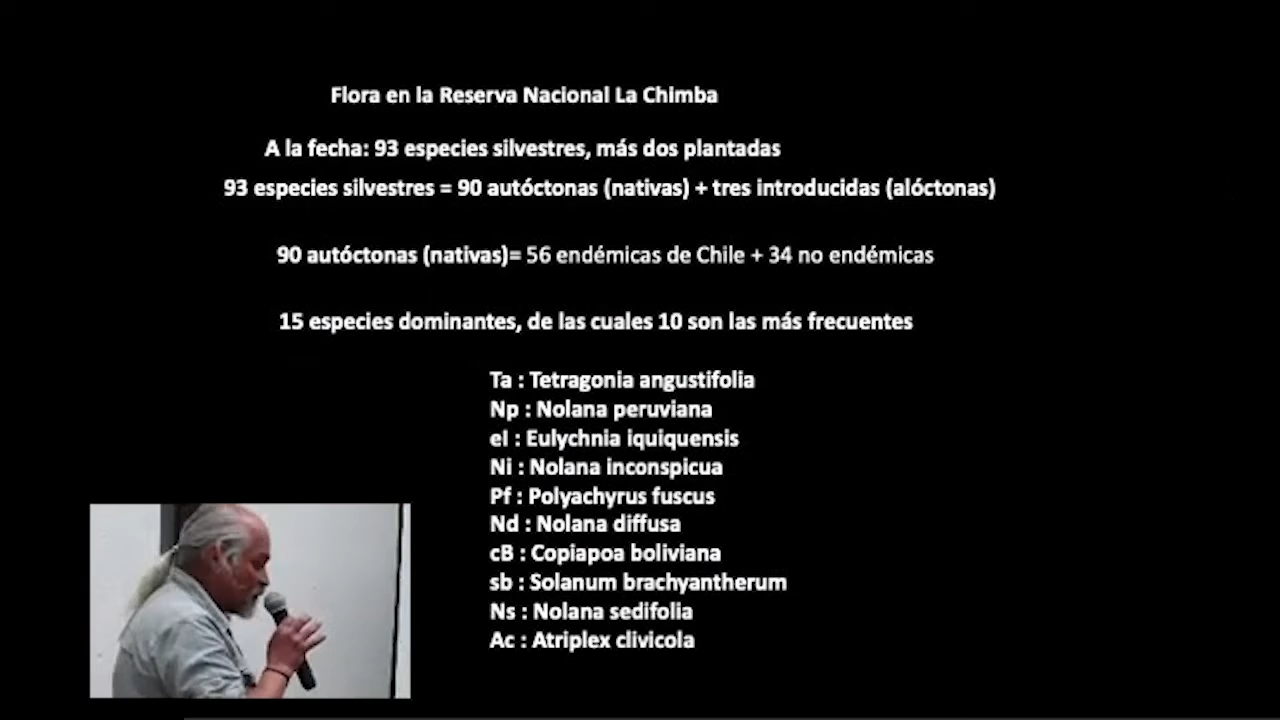 Flora en la Reserva Nacional La Chimba
A la fecha: 93 especies silvestres, más dos plantadas
93 especies silvestres = 90 autóctonas (nativas) + tres introducidas (alóctonas)
90 autóctonas (nativas)= 56 endémicas de Chile + 34 no endémicas
15 especies dominantes, de las cuales 10 son las más frecuentes
Ta : Tetragonia angustifolia
Np : Nolana peruviana
eI : Eulychnia iquiquensis
Ni : Nolana inconspicua
Pf : Polyachyrus fuscus
Nd : Nolana diffusa
cB : Copiapoa boliviana
sb : Solanum brachyantherum
Ns : Nolana sedifolia
Ac : Atriplex clivicola